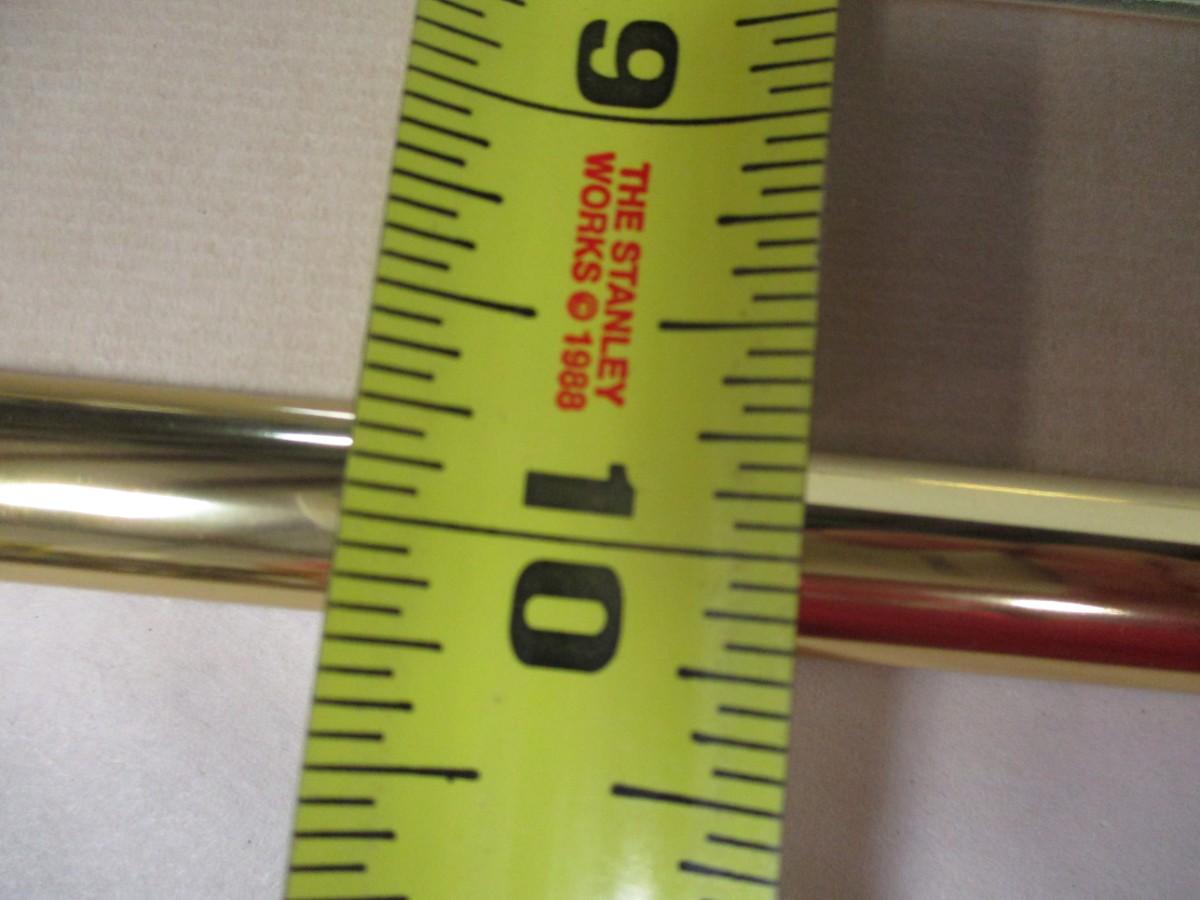 9
THE STANLEY
WORKS © 1988
10